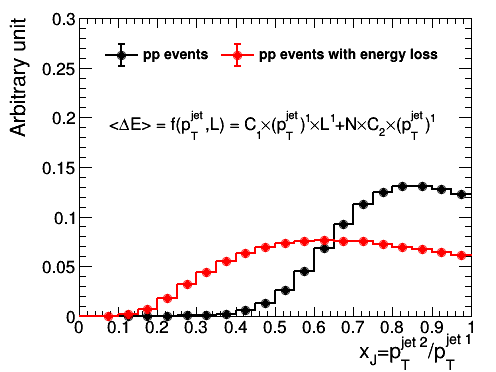 0.3
pp events
pp events with energy loss
0.25
0.2
<ΔE> = f(p_T^jet,L) = C_1×(p_T^jet)^1×L^1+N×C_2×(p_T^jet)^1
0.15
0.1
0.05
0
Arbitrary unit
0 0.1 0.2 0.3 0.4 0.5 0.6 0.7 0.8 0.9 1
x_J=p_T^jet 2/p_T^jet 1